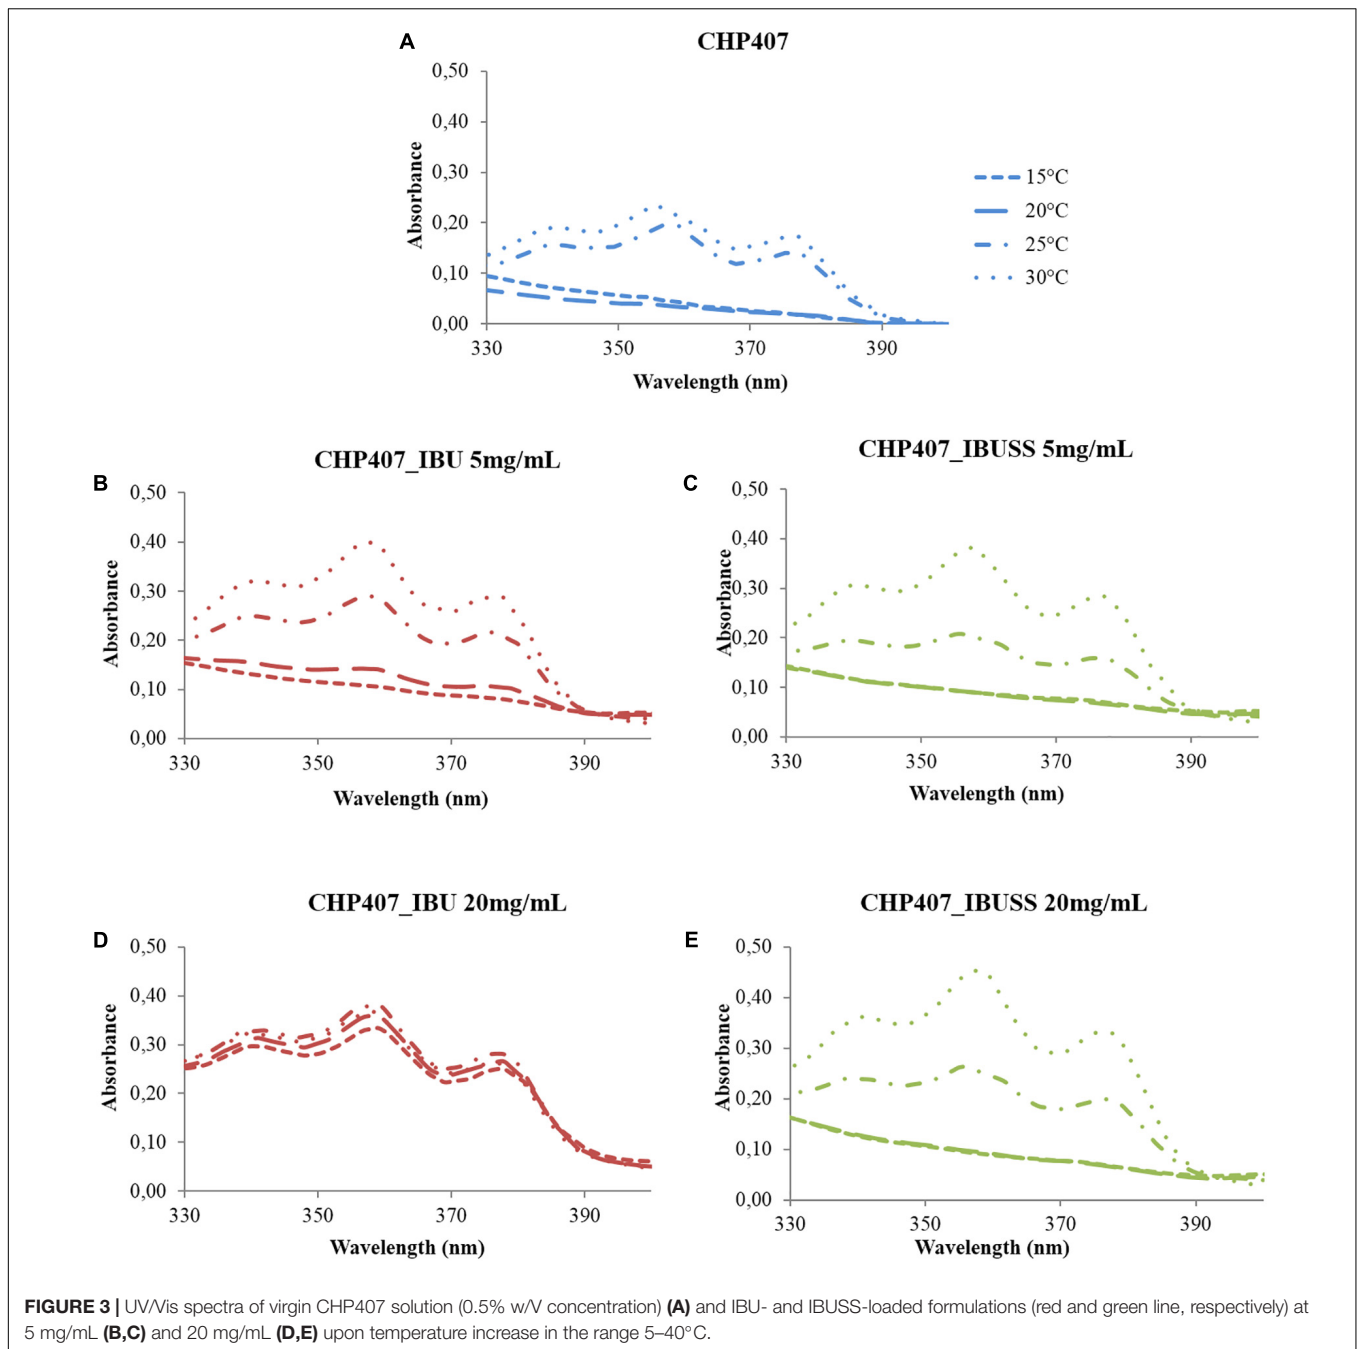 A
CHP407
0,50
0,40
0,30
0,20
0,10
0,00
Absorbance
330
350
370
390
Wavelength (nm)
15°C
20°C
25°C
30°C
B
CHP407_IBU 5mg/mL
0,50
0,40
0,30
0,20
0,10
0,00
Absorbance
330
350
370
390
Wavelength (nm)
C
CHP407_IBUSS 5mg/mL
0,50
0,40
0,30
0,20
0,10
0,00
Absorbance
330
350
370
390
Wavelength (nm)
D
CHP407_IBU 20mg/mL
0,50
0,40
0,30
0,20
0,10
0,00
Absorbance
330
350
370
390
Wavelength (nm)
E
CHP407_IBUSS 20mg/mL
0,50
0,40
0,30
0,20
0,10
0,00
Absorbance
330
350
370
390
Wavelength (nm)
FIGURE 3 | UV/Vis spectra of virgin CHP407 solution (0.5% w/V concentration) (A) and IBU- and IBUSS-loaded formulations (red and green line, respectively) at
5 mg/mL (B,C) and 20 mg/mL (D,E) upon temperature increase in the range 5–40°C.